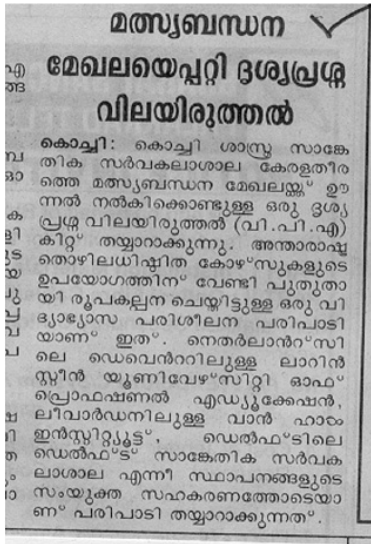 മത്സ്യബന്ധന
മേഖലയെപ്പറ്റി ദൃശ്യപ്രശ്ന
വിലയിരുത്തൽ
കൊച്ചി: കൊച്ചി ശാസ്ത്ര സാങ്കേ
തിക സർവകലാശാല കേരളതീര
ത്തെ മത്സ്യബന്ധന മേഖലയ്ക്ക് ഊ
ന്നൽ നൽകിക്കൊണ്ടുള്ള ഒരു ദൃശ്യ
പ്രശ്ന വിലയിരുത്തൽ (വി.പി.എ)
കിറ്റ് തയ്യാറാക്കുന്നു. അന്താരാഷ്ട്ര
തൊഴിലധിഷ്ഠിത കോഴ്സുകളുടെ
ഉപയോഗത്തിന് വേണ്ടി പുതുതാ
യി രൂപകല്പന ചെയ്തിട്ടുള്ള ഒരു വി
ദ്യാഭ്യാസ പരിശീലന പരിപാടി
യാണ് ഇത്. നെതർലാൻസി
ലെ ഡെവെൻററിലുള്ള ലാറിൻ
സ്റ്റീൻ യൂണിവേഴ്സിറ്റി ഓഫ്
പ്രൊഫഷണൽ എഡ്യൂക്കേഷൻ,
ലീവാർഡനിലുള്ള വാൻ ഹാം
ഇൻസ്റ്റിറ്റ്യൂട്ട്, ഡെൽഫ്ടിലെ
ഡെൽഫ്ട് സാങ്കേതിക സർവക
ലാശാല എന്നീ സ്ഥാപനങ്ങളുടെ
സംയുക്ത സഹകരണത്തോടെയാ
ണ് പരിപാടി തയ്യാറാക്കുന്നത്.